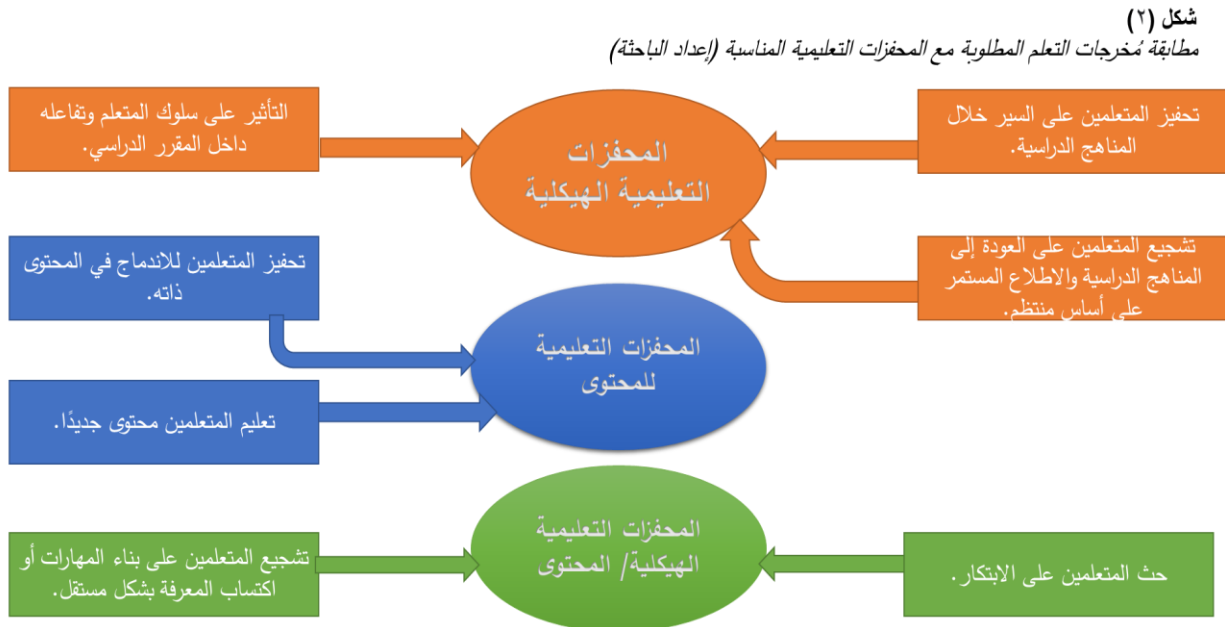 شكل (٢)
مطابقة مُخرجات التعلم المطلوبة مع المحفزات التعليمية المناسبة (إعداد الباحثة)
تحفيز المتعلمين على السير خلال
المناهج الدراسية.
المحفزات
التعليمية الهيكلية
التأثير على سلوك المتعلم وتفاعله
داخل المقرر الدراسي.
تشجيع المتعلمين على العودة إلى
المناهج الدراسية والاطلاع المستمر
على أساس منتظم.
تحفيز المتعلمين للاندماج في المحتوى
ذاته.
المحفزات التعليمية
للمحتوى
تعليم المتعلمين محتوى جديدًا.
حث المتعلمين على الابتكار.
المحفزات التعليمية
الهيكلية/ المحتوى
تشجيع المتعلمين على بناء المهارات أو
اكتساب المعرفة بشكل مستقل.